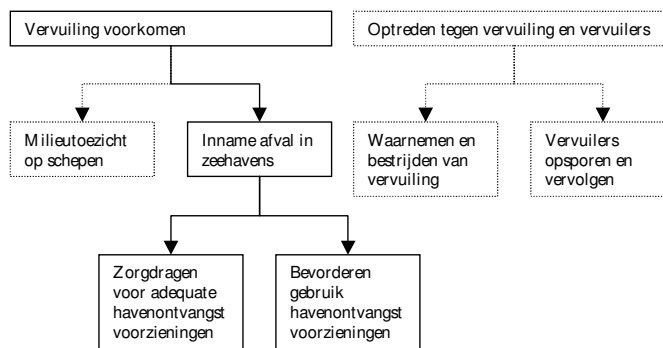 Vervuiling voorkomen
Optreden tegen vervuiling en vervuilers
Milieutoezicht
op schepen
Inname afval in
zeehavens
Waarnemen en
bestrijden van
vervuiling
Vervuilers
opsporen en
vervolgen
Zorgdragen
voor adequate
havenontvangst
voorzieningen
Bevorderen
gebruik
havenontvangst
voorzieningen